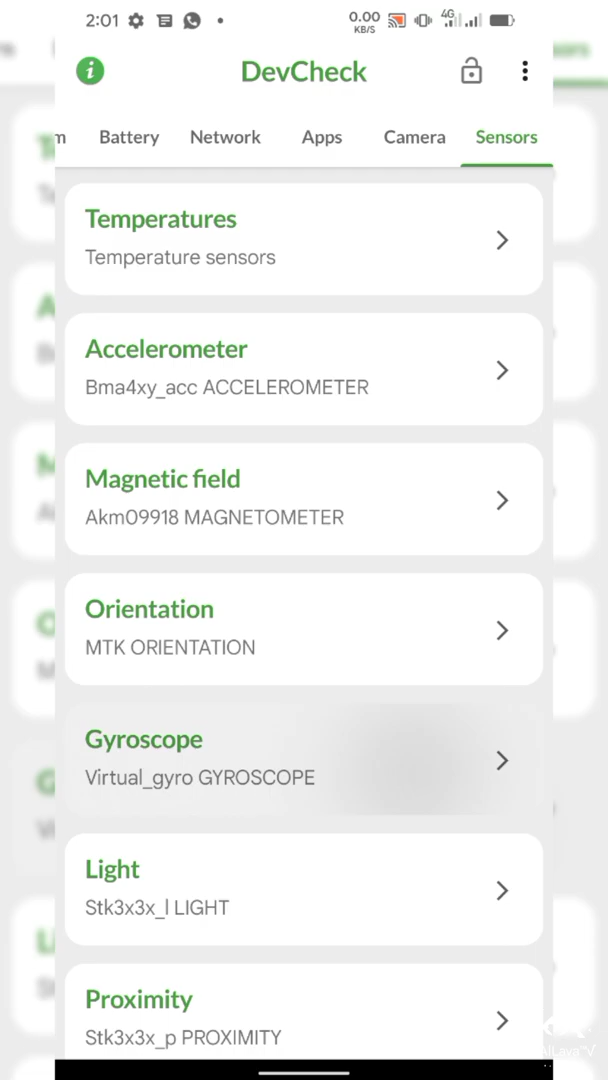 2:01
0.00
KB/S
4G
DevCheck
m Battery Network Apps Camera Sensors
Temperatures
Temperature sensors
Accelerometer
Bma4xy_acc ACCELEROMETER
Magnetic field
Akm09918 MAGNETOMETER
Orientation
MTK ORIENTATION
Gyroscope
Virtual_gyro GYROSCOPE
Light
Stk3x3x_l LIGHT
Proximity
Stk3x3x_p PROXIMITY